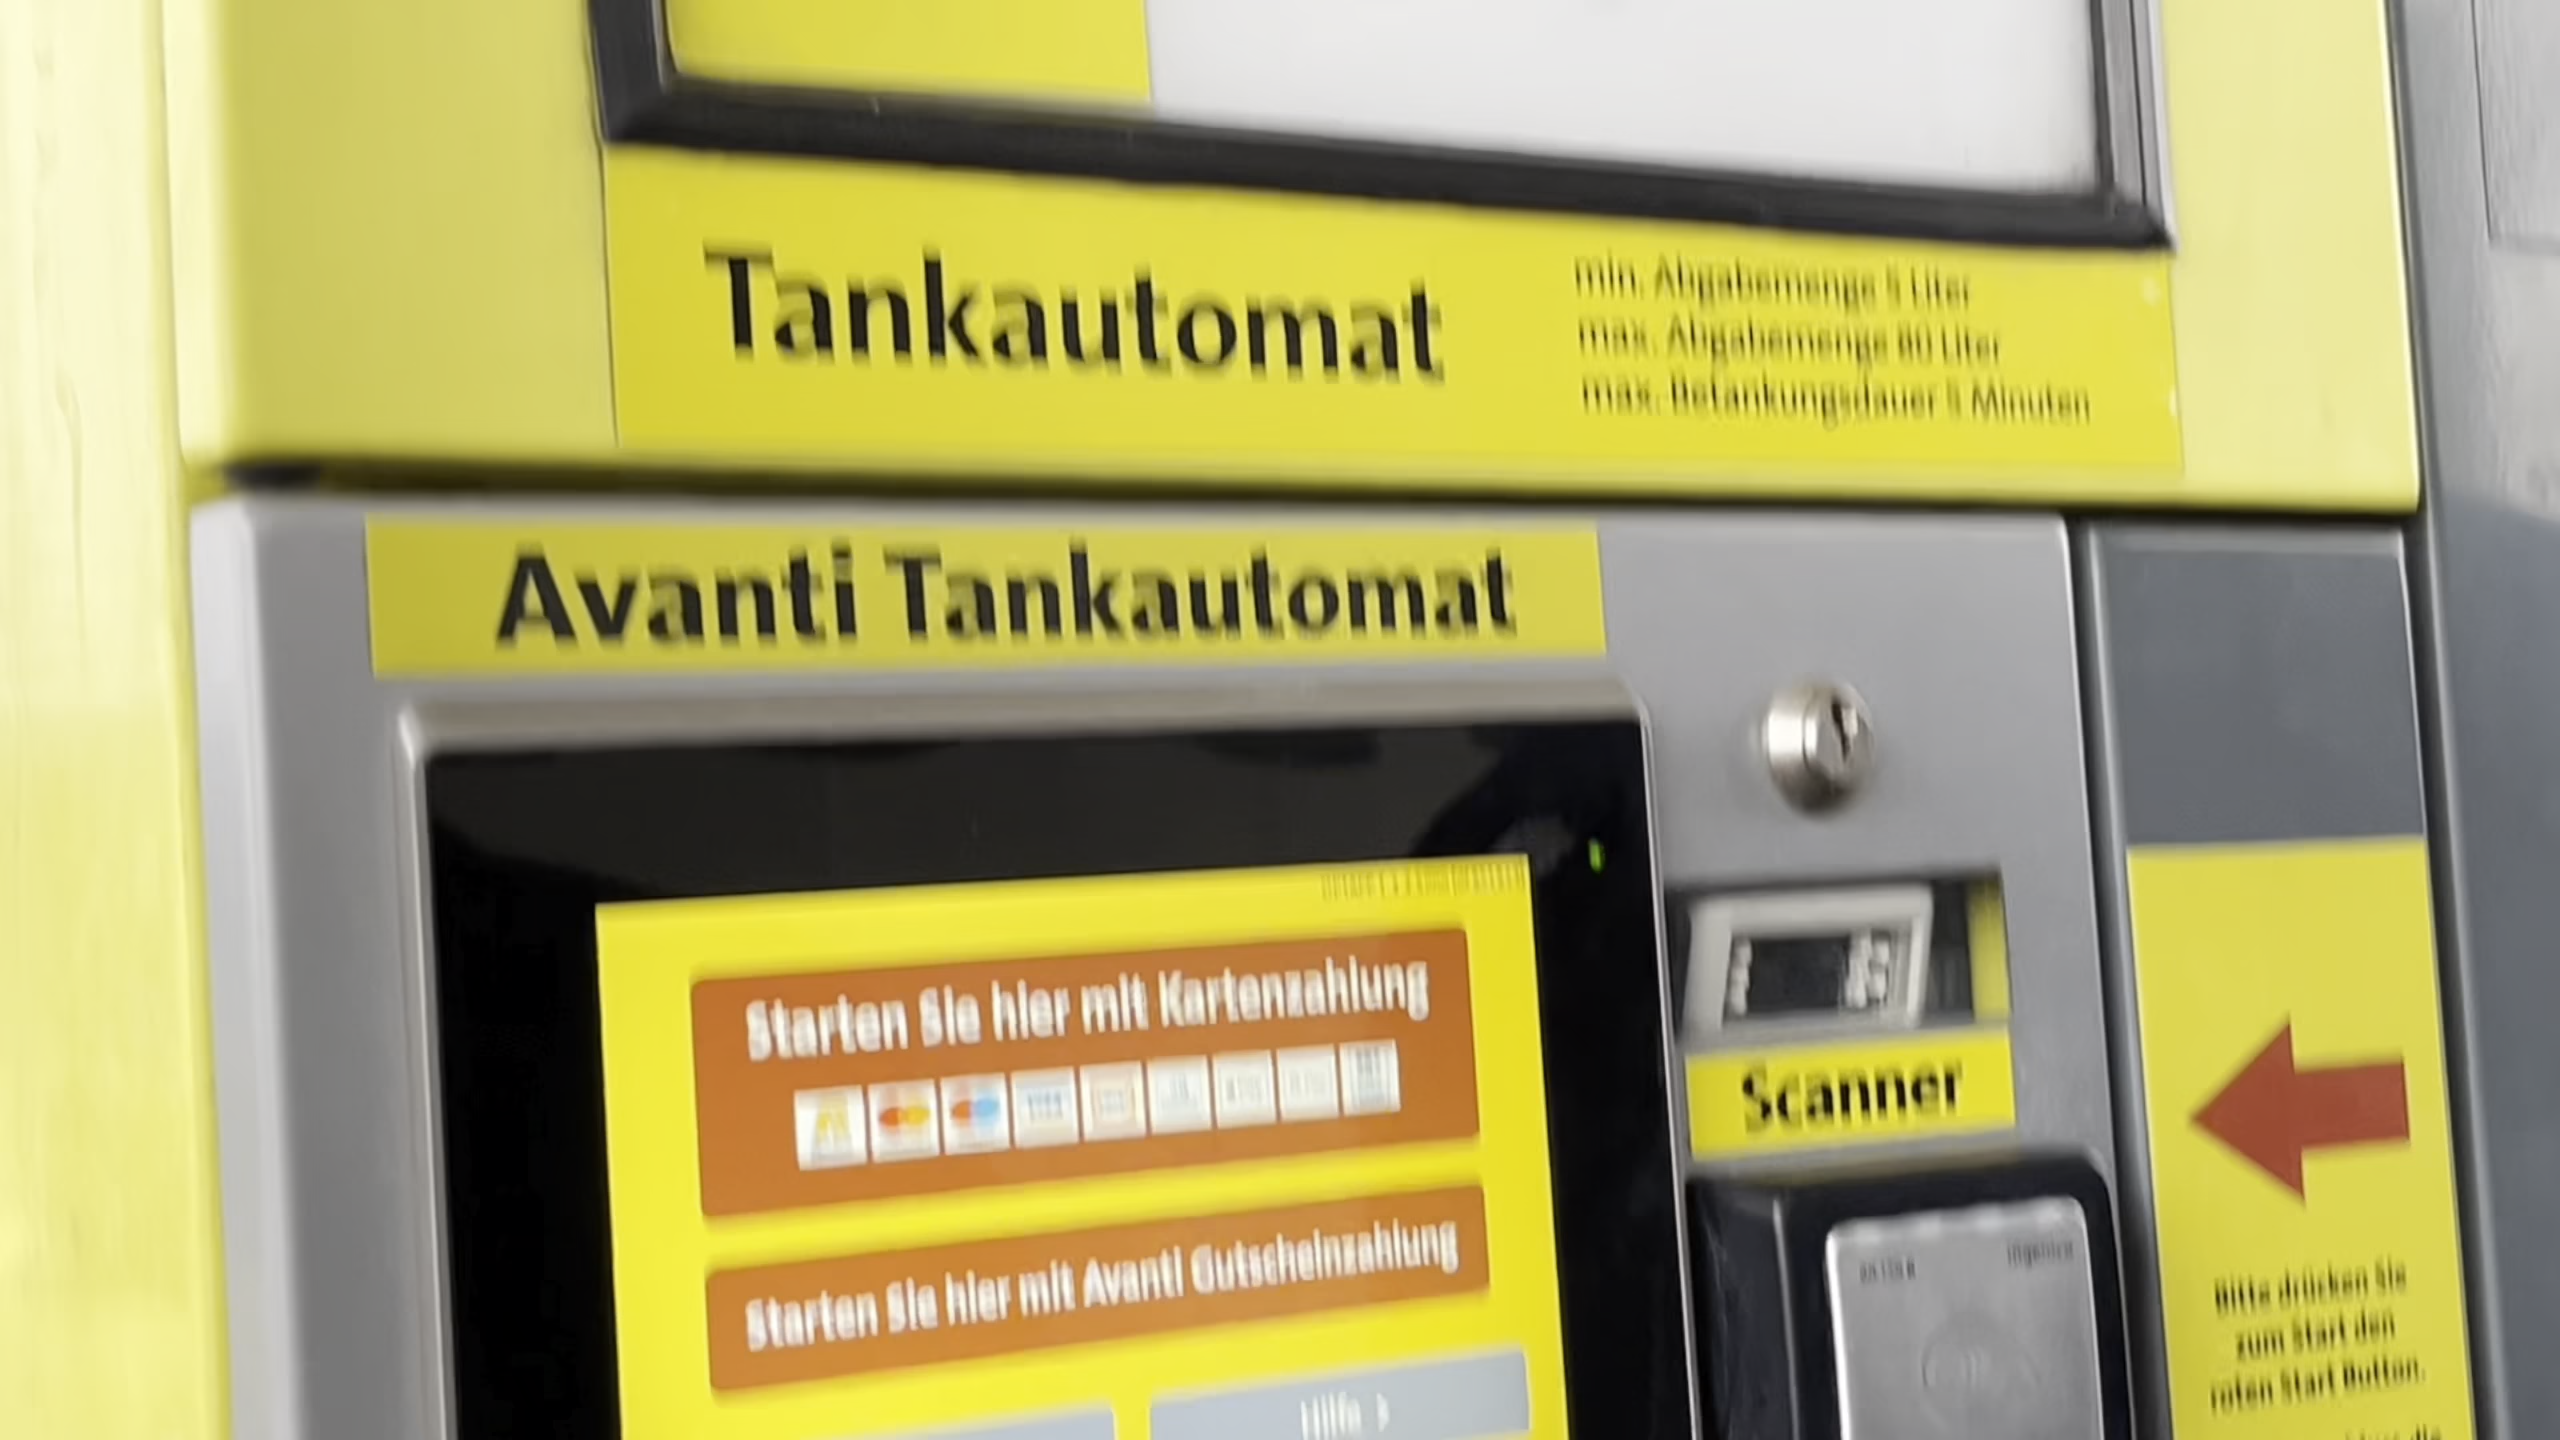 Tankautomat
min. Abgabemenge 5 Liter
max. Abgabemenge 80 Liter
max. Betankungsdauer 5 Minuten
Avanti Tankautomat
Starten Sie hier mit Kartenzahlung
Starten Sie hier mit Avanti Gutscheinzahlung
Hilfe >
Scanner
ingenico
Bitte drücken Sie
zum Start den
roten Start Button.